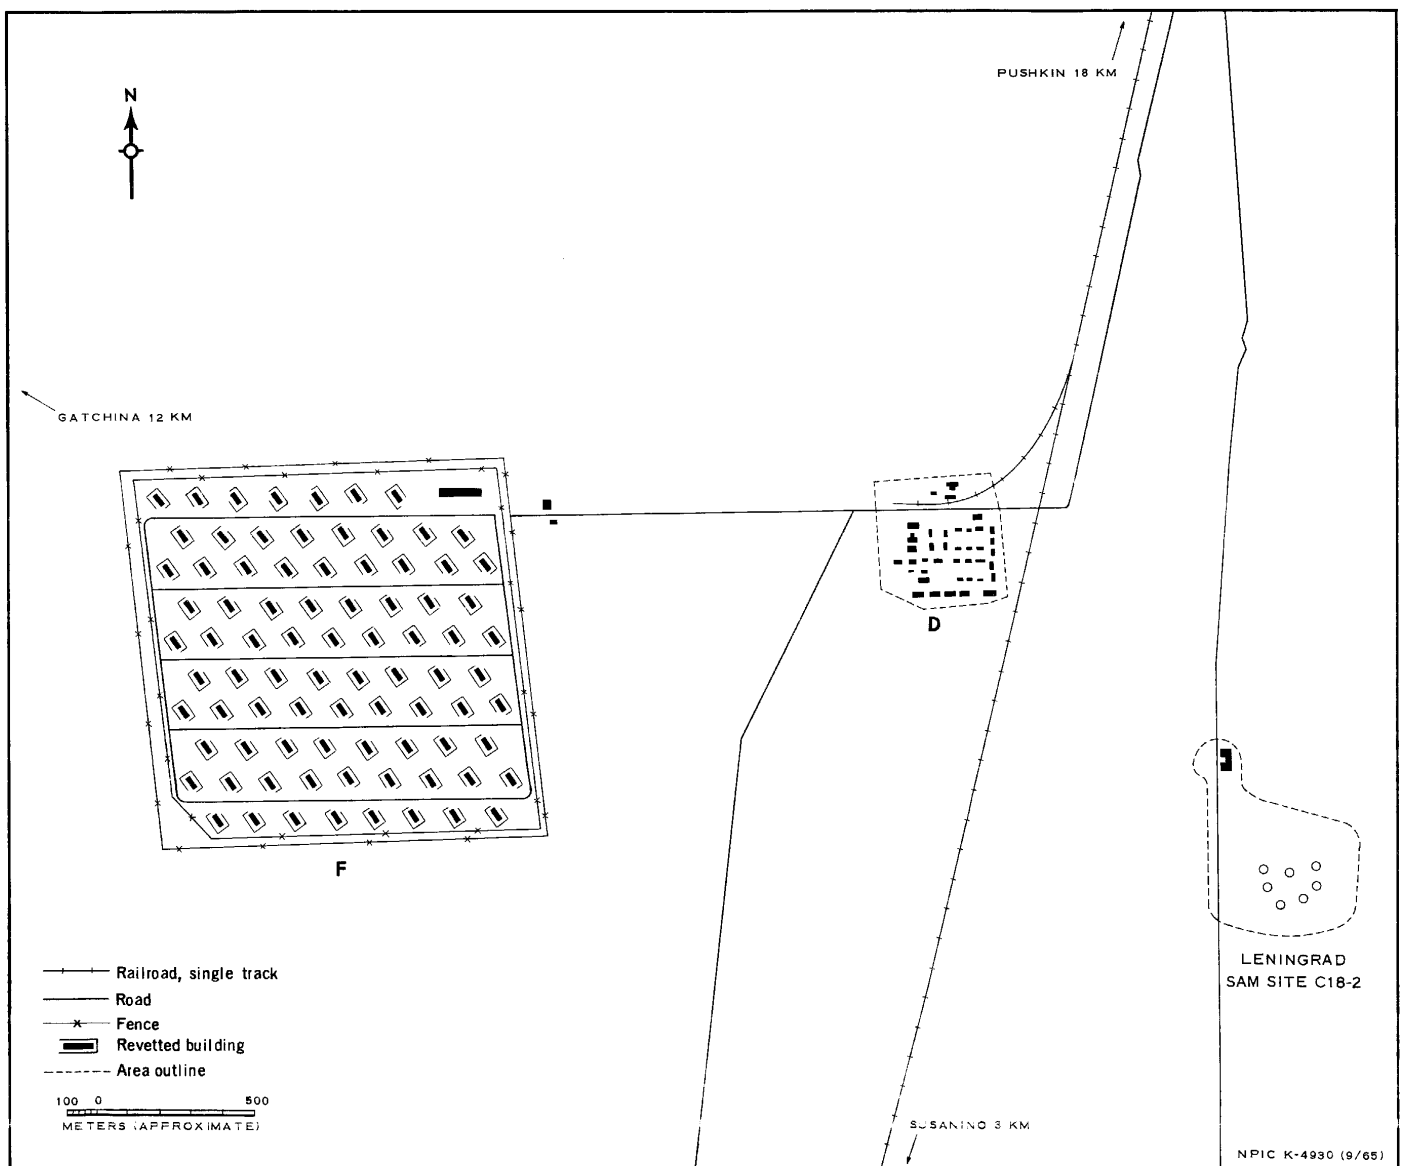 PUSHKIN 18 KM
N
GATCHINA 12 KM
D
F
LENINGRAD
SAM SITE C18-2
Railroad, single track
Road
Fence
Revetted building
Area outline
100 0 500
METERS (APPROXIMATE)
SUSANINO 3 KM
NPIC K-4930 (9/65)